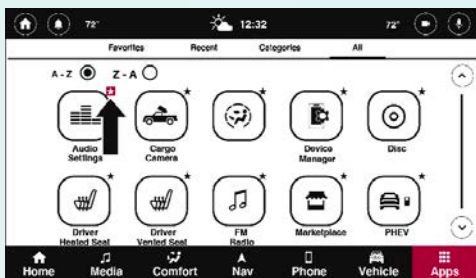 72° 12:32 72°
Favorites Recent Categories All
A - Z Z - A
Audio Settings
Cargo Camera
Device Manager
Disc
Driver Heated Seat
Driver Vented Seat
FM Radio
Marketplace
PHEV
Home Media Comfort Nav Phone Vehicle Apps